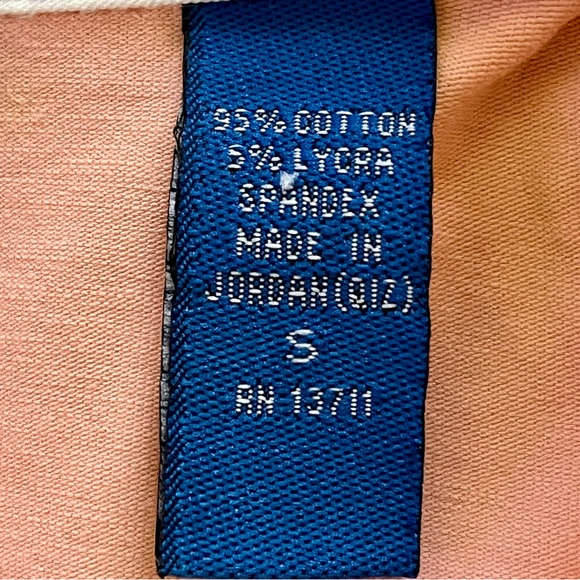 95% COTTON
5% LYCRA
SPANDEX
MADE IN
JORDAN(QIZ)
S
RN 13711